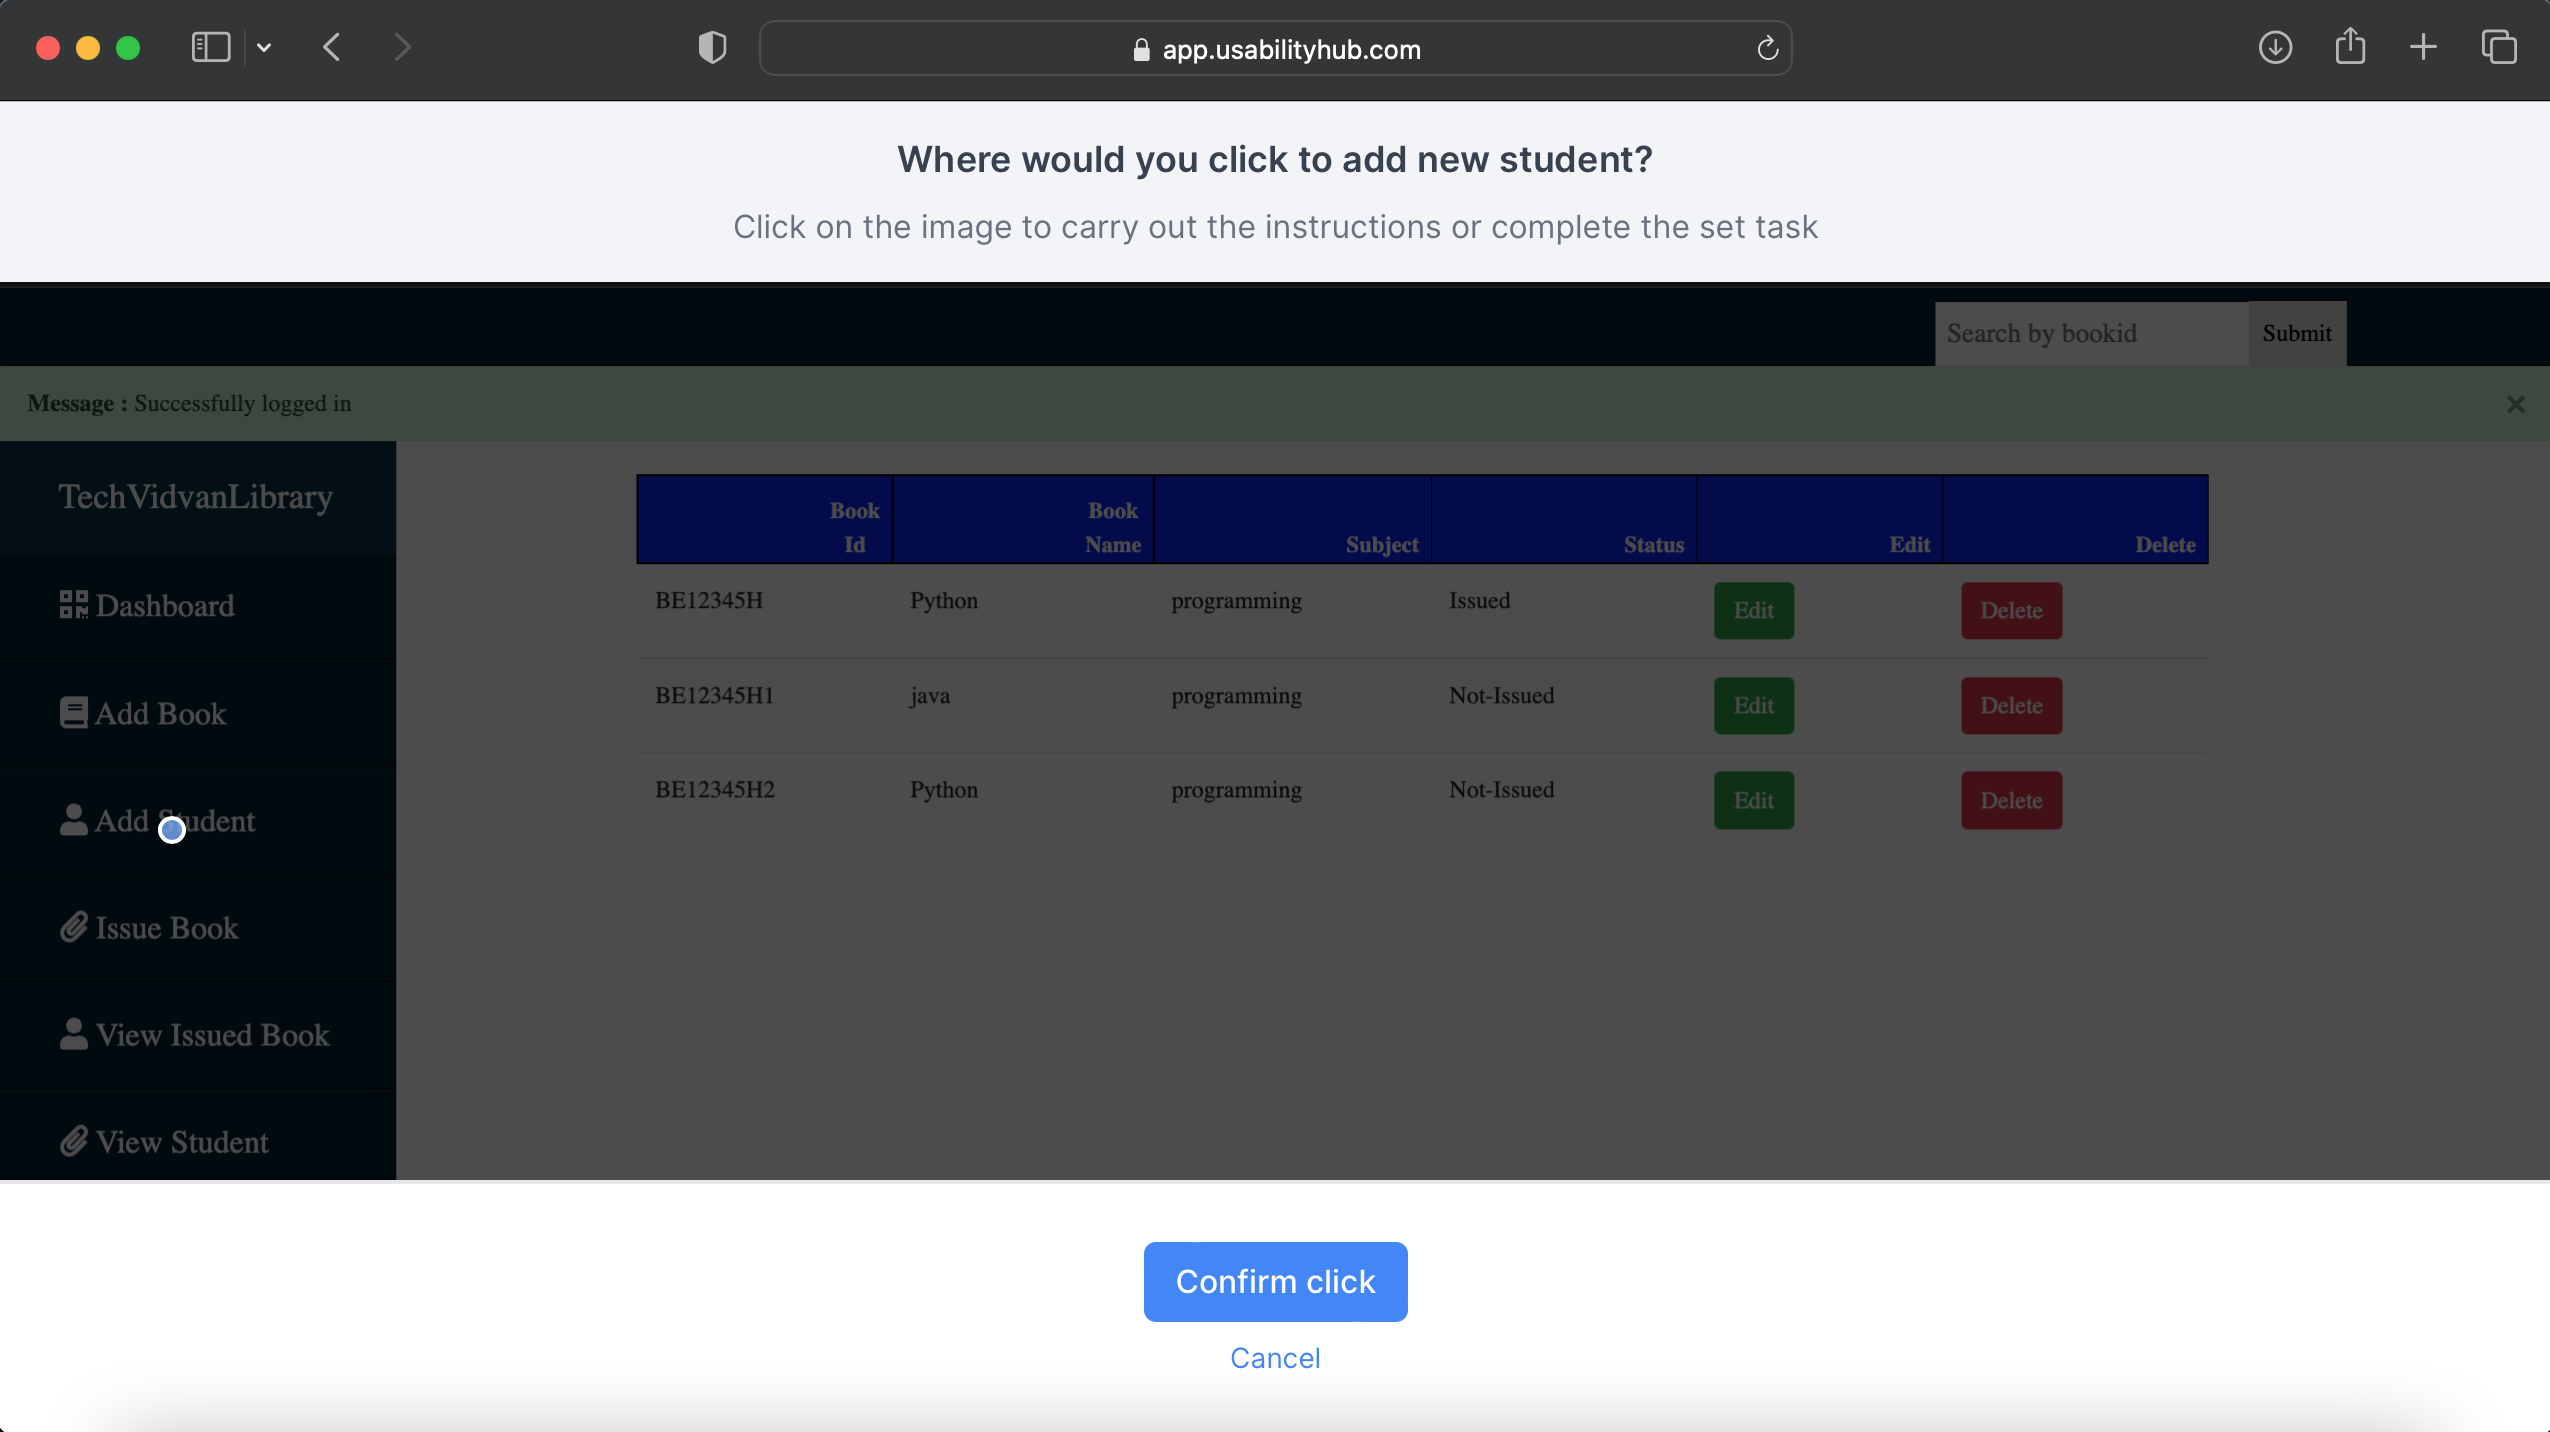 app.usabilityhub.com
Where would you click to add new student?
Click on the image to carry out the instructions or complete the set task
Search by bookid Submit
Message : Successfully logged in
TechVidvanLibrary
Dashboard
Add Book
Add Student
Issue Book
View Issued Book
View Student
Book Id Book Name Subject Status Edit Delete
BE12345H Python programming Issued Edit Delete
BE12345H1 java programming Not-Issued Edit Delete
BE12345H2 Python programming Not-Issued Edit Delete
Confirm click
Cancel